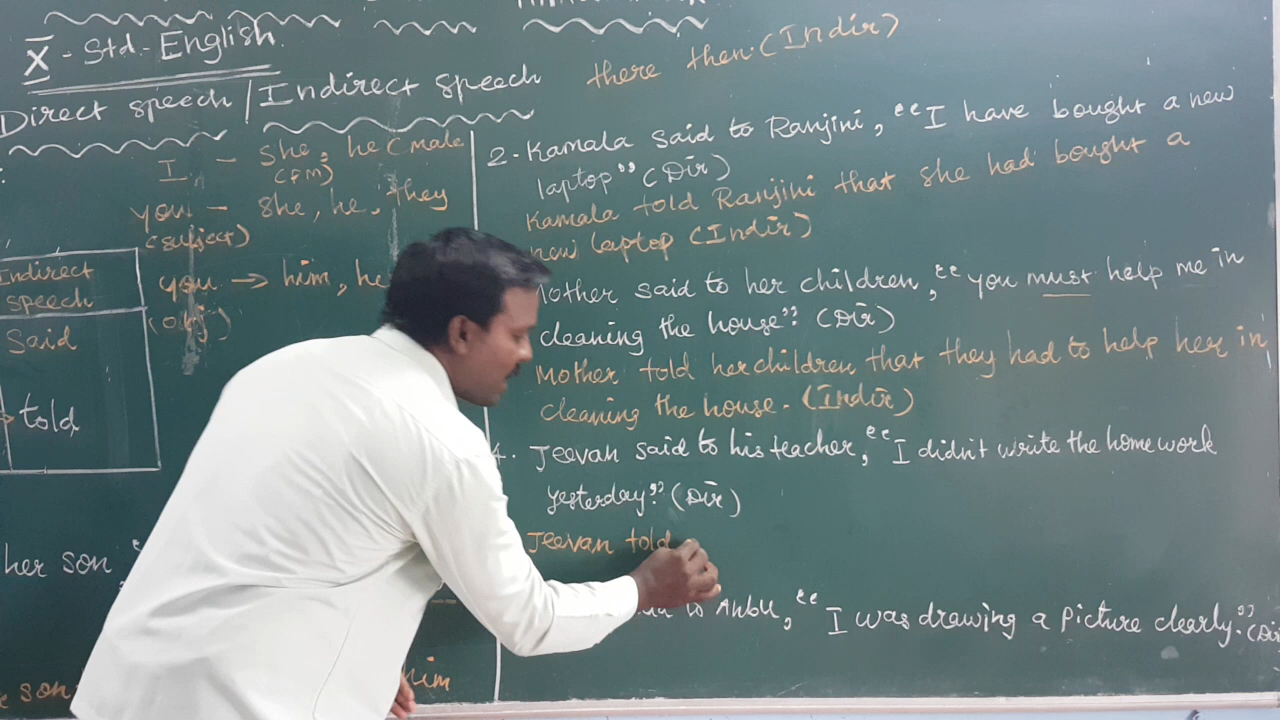 X - Std. - English.
Direct speech / Indirect speech
there then. (Indir)
I - she, he (male
(FM)
you - she, he, they
(subject)
you → him, he
(obj)
Indirect
speech
Said
told
her son,
son
him
2. Kamala said to Ranjini, "I have bought a new
laptop" (Dir)
Kamala told Ranjini that she had bought a
new laptop (Indir)
Mother said to her children, "you must help me in
cleaning the house". (Dir)
Mother told her children that they had to help her in
cleaning the house. (Indir)
4. Jeevan said to his teacher, "I didn't write the home work
yesterday". (Dir)
Jeevan told
to Anbu, "I was drawing a picture clearly." (Dir